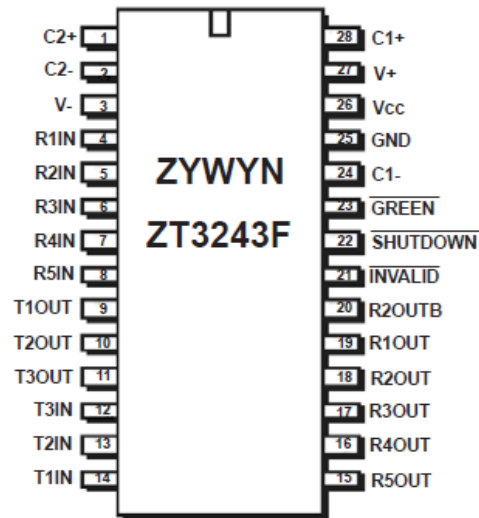 C2+ 1 28 C1+
C2- 2 27 V+
V- 3 26 Vcc
R1IN 4 25 GND
R2IN 5 24 C1-
R3IN 6 23 GREEN
R4IN 7 22 SHUTDOWN
R5IN 8 21 INVALID
T1OUT 9 20 R2OUTB
T2OUT 10 19 R1OUT
T3OUT 11 18 R2OUT
T3IN 12 17 R3OUT
T2IN 13 16 R4OUT
T1IN 14 15 R5OUT
ZYWYN
ZT3243F